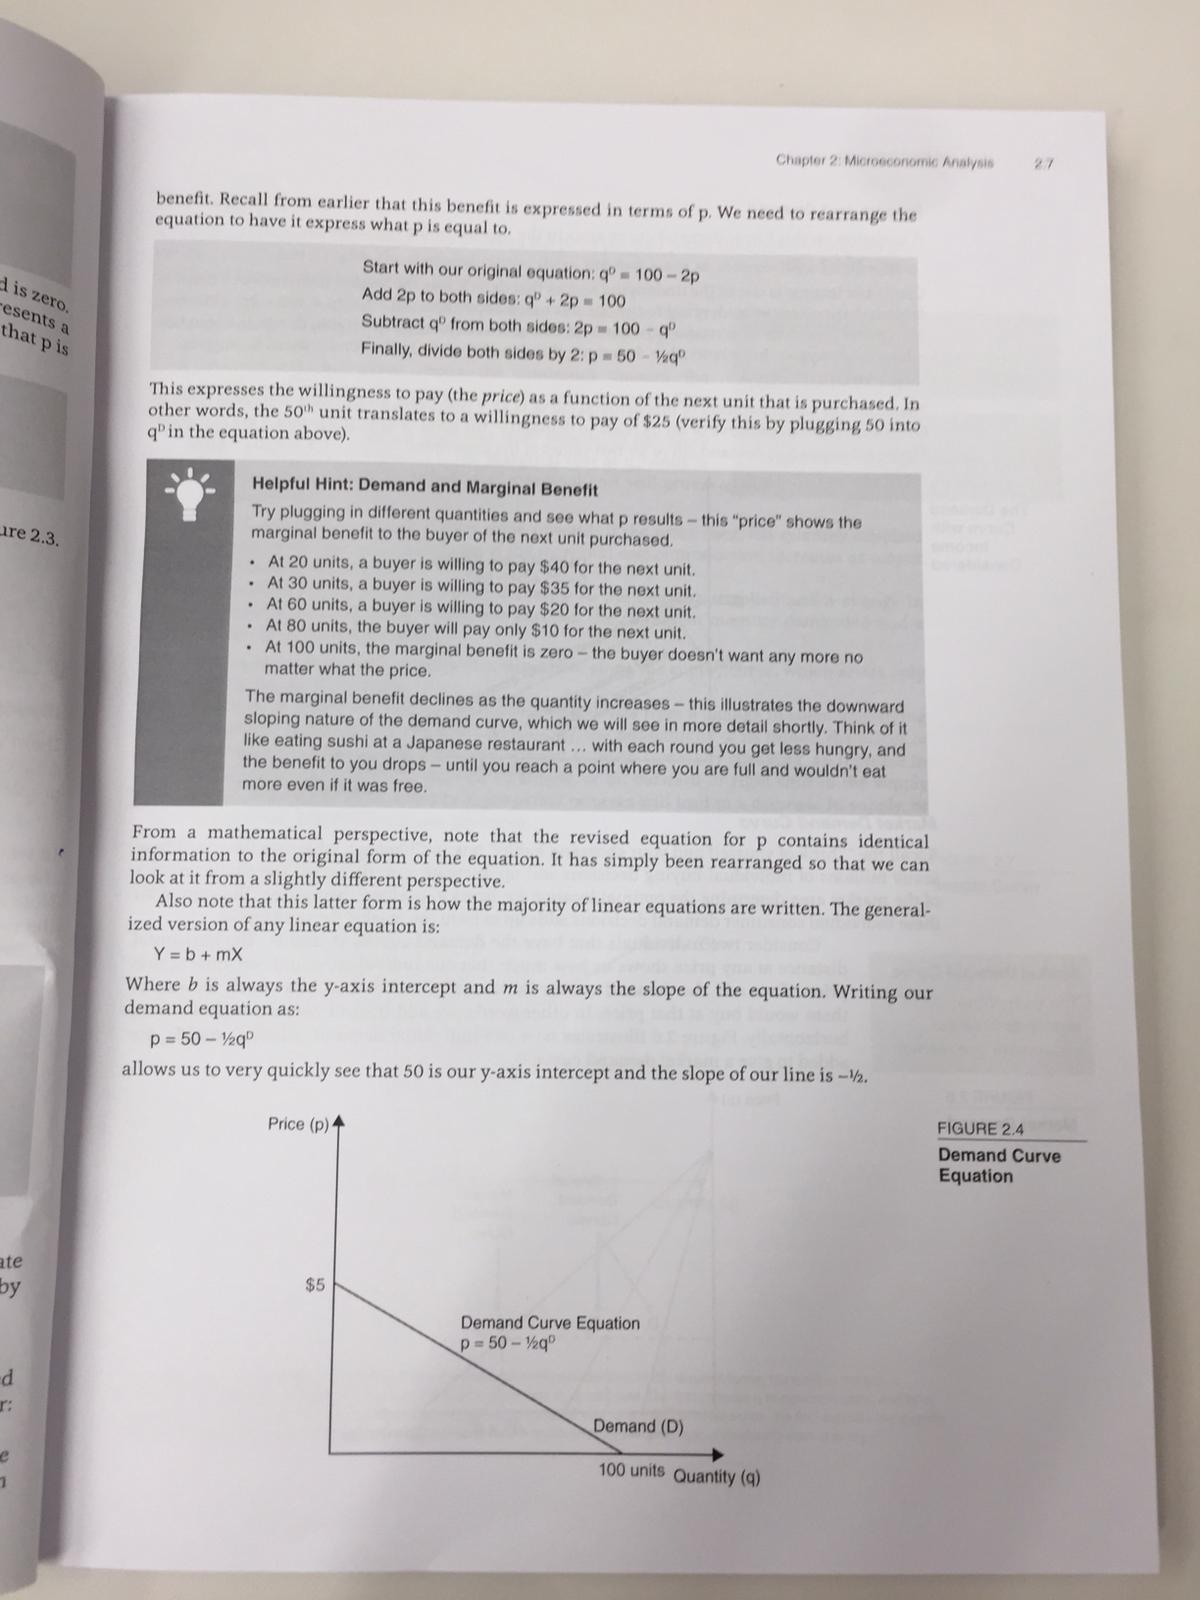 d is zero.
esents a
that p is
ure 2.3.
ate
by
d
r:
e
Chapter 2: Microeconomic Analysis 2.7
benefit. Recall from earlier that this benefit is expressed in terms of p. We need to rearrange the
equation to have it express what p is equal to.
Start with our original equation: qᴰ = 100 – 2p
Add 2p to both sides: qᴰ + 2p = 100
Subtract qᴰ from both sides: 2p = 100 – qᴰ
Finally, divide both sides by 2: p = 50 – ½qᴰ
This expresses the willingness to pay (the price) as a function of the next unit that is purchased. In
other words, the 50ᵗʰ unit translates to a willingness to pay of $25 (verify this by plugging 50 into
qᴰ in the equation above).
Helpful Hint: Demand and Marginal Benefit
Try plugging in different quantities and see what p results – this "price" shows the
marginal benefit to the buyer of the next unit purchased.
• At 20 units, a buyer is willing to pay $40 for the next unit.
• At 30 units, a buyer is willing to pay $35 for the next unit.
• At 60 units, a buyer is willing to pay $20 for the next unit.
• At 80 units, the buyer will pay only $10 for the next unit.
• At 100 units, the marginal benefit is zero – the buyer doesn't want any more no
matter what the price.
The marginal benefit declines as the quantity increases – this illustrates the downward
sloping nature of the demand curve, which we will see in more detail shortly. Think of it
like eating sushi at a Japanese restaurant ... with each round you get less hungry, and
the benefit to you drops – until you reach a point where you are full and wouldn't eat
more even if it was free.
From a mathematical perspective, note that the revised equation for p contains identical
information to the original form of the equation. It has simply been rearranged so that we can
look at it from a slightly different perspective.
Also note that this latter form is how the majority of linear equations are written. The general-
ized version of any linear equation is:
Y = b + mX
Where b is always the y-axis intercept and m is always the slope of the equation. Writing our
demand equation as:
p = 50 – ½qᴰ
allows us to very quickly see that 50 is our y-axis intercept and the slope of our line is –½.
Price (p)
FIGURE 2.4
Demand Curve
Equation
$5
Demand Curve Equation
p = 50 – ½qᴰ
Demand (D)
100 units Quantity (q)